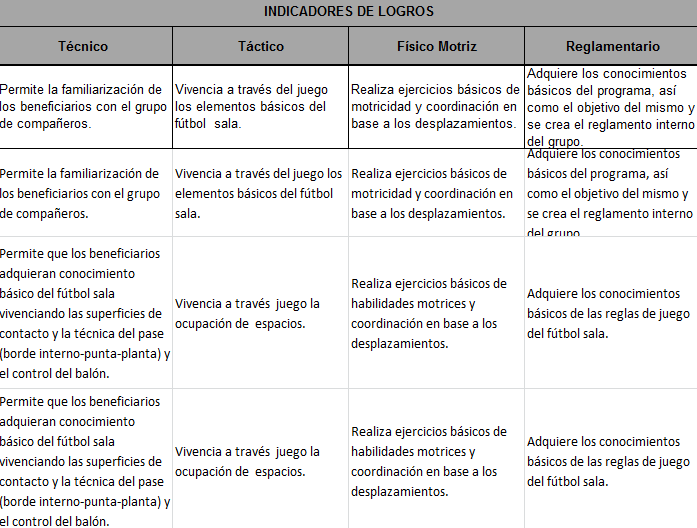 INDICADORES DE LOGROS
Técnico
Táctico
Físico Motriz
Reglamentario
Permite la familiarización de
los beneficiarios con el grupo
de compañeros.
Vivencia a través del juego
los elementos básicos del
fútbol sala.
Realiza ejercicios básicos de
motricidad y coordinación en
base a los desplazamientos.
Adquiere los conocimientos
básicos del programa, así
como el objetivo del mismo y
se crea el reglamento interno
del grupo.
Permite la familiarización de
los beneficiarios con el grupo
de compañeros.
Vivencia a través del juego los
elementos básicos del fútbol
sala.
Realiza ejercicios básicos de
motricidad y coordinación en
base a los desplazamientos.
Adquiere los conocimientos
básicos del programa, así
como el objetivo del mismo y
se crea el reglamento interno
del grupo.
Permite que los beneficiarios
adquieran conocimiento
básico del fútbol sala
vivenciando las superficies de
contacto y la técnica del pase
(borde interno-punta-planta) y
el control del balón.
Vivencia a través juego la
ocupación de espacios.
Realiza ejercicios básicos de
habilidades motrices y
coordinación en base a los
desplazamientos.
Adquiere los conocimientos
básicos de las reglas de juego
del fútbol sala.
Permite que los beneficiarios
adquieran conocimiento
básico del fútbol sala
vivenciando las superficies de
contacto y la técnica del pase
(borde interno-punta-planta) y
el control del balón.
Vivencia a través juego la
ocupación de espacios.
Realiza ejercicios básicos de
habilidades motrices y
coordinación en base a los
desplazamientos.
Adquiere los conocimientos
básicos de las reglas de juego
del fútbol sala.